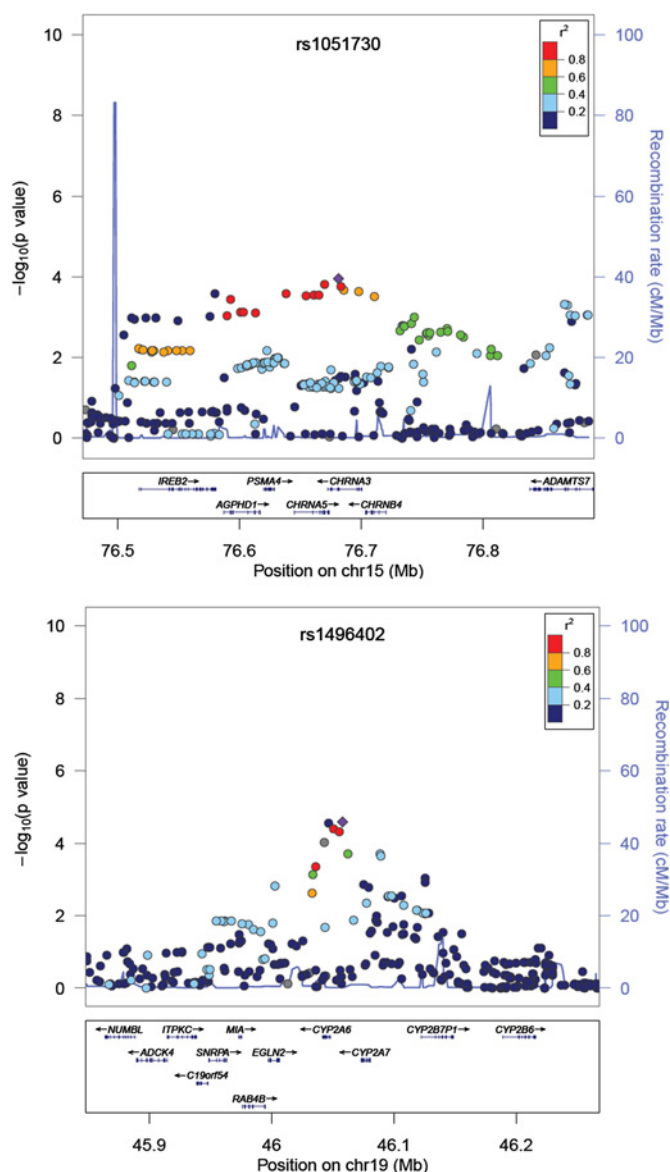 rs1051730
r²
0.8
0.6
0.4
0.2
10
8
6
4
2
0
−log₁₀(p value)
100
80
60
40
20
0
Recombination rate (cM/Mb)
IREB2→
PSMA4→
←CHRNA3
←ADAMTS7
AGPHD1→
CHRNA5→
←CHRNB4
76.5 76.6 76.7 76.8
Position on chr15 (Mb)
rs1496402
r²
0.8
0.6
0.4
0.2
10
8
6
4
2
0
−log₁₀(p value)
100
80
60
40
20
0
Recombination rate (cM/Mb)
←NUMBL
ITPKC→
MIA→
←CYP2A6
CYP2B7P1→
CYP2B6→
←ADCK4
SNRPA→
EGLN2→
←CYP2A7
←C19orf54
RAB4B→
45.9 46 46.1 46.2
Position on chr19 (Mb)